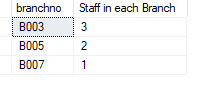 branchno Staff in each Branch
B003 3
B005 2
B007 1